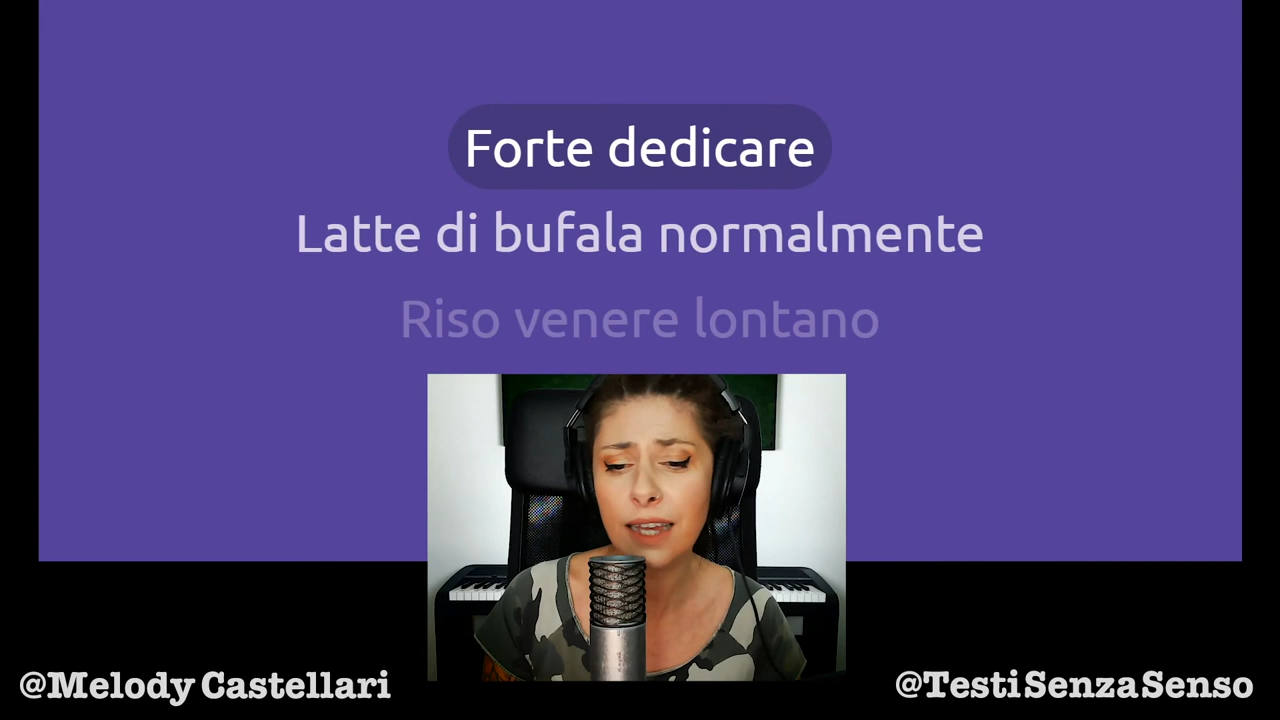 Forte dedicare
Latte di bufala normalmente
Riso venere lontano
@Melody Castellari
@TestiSenzaSenso